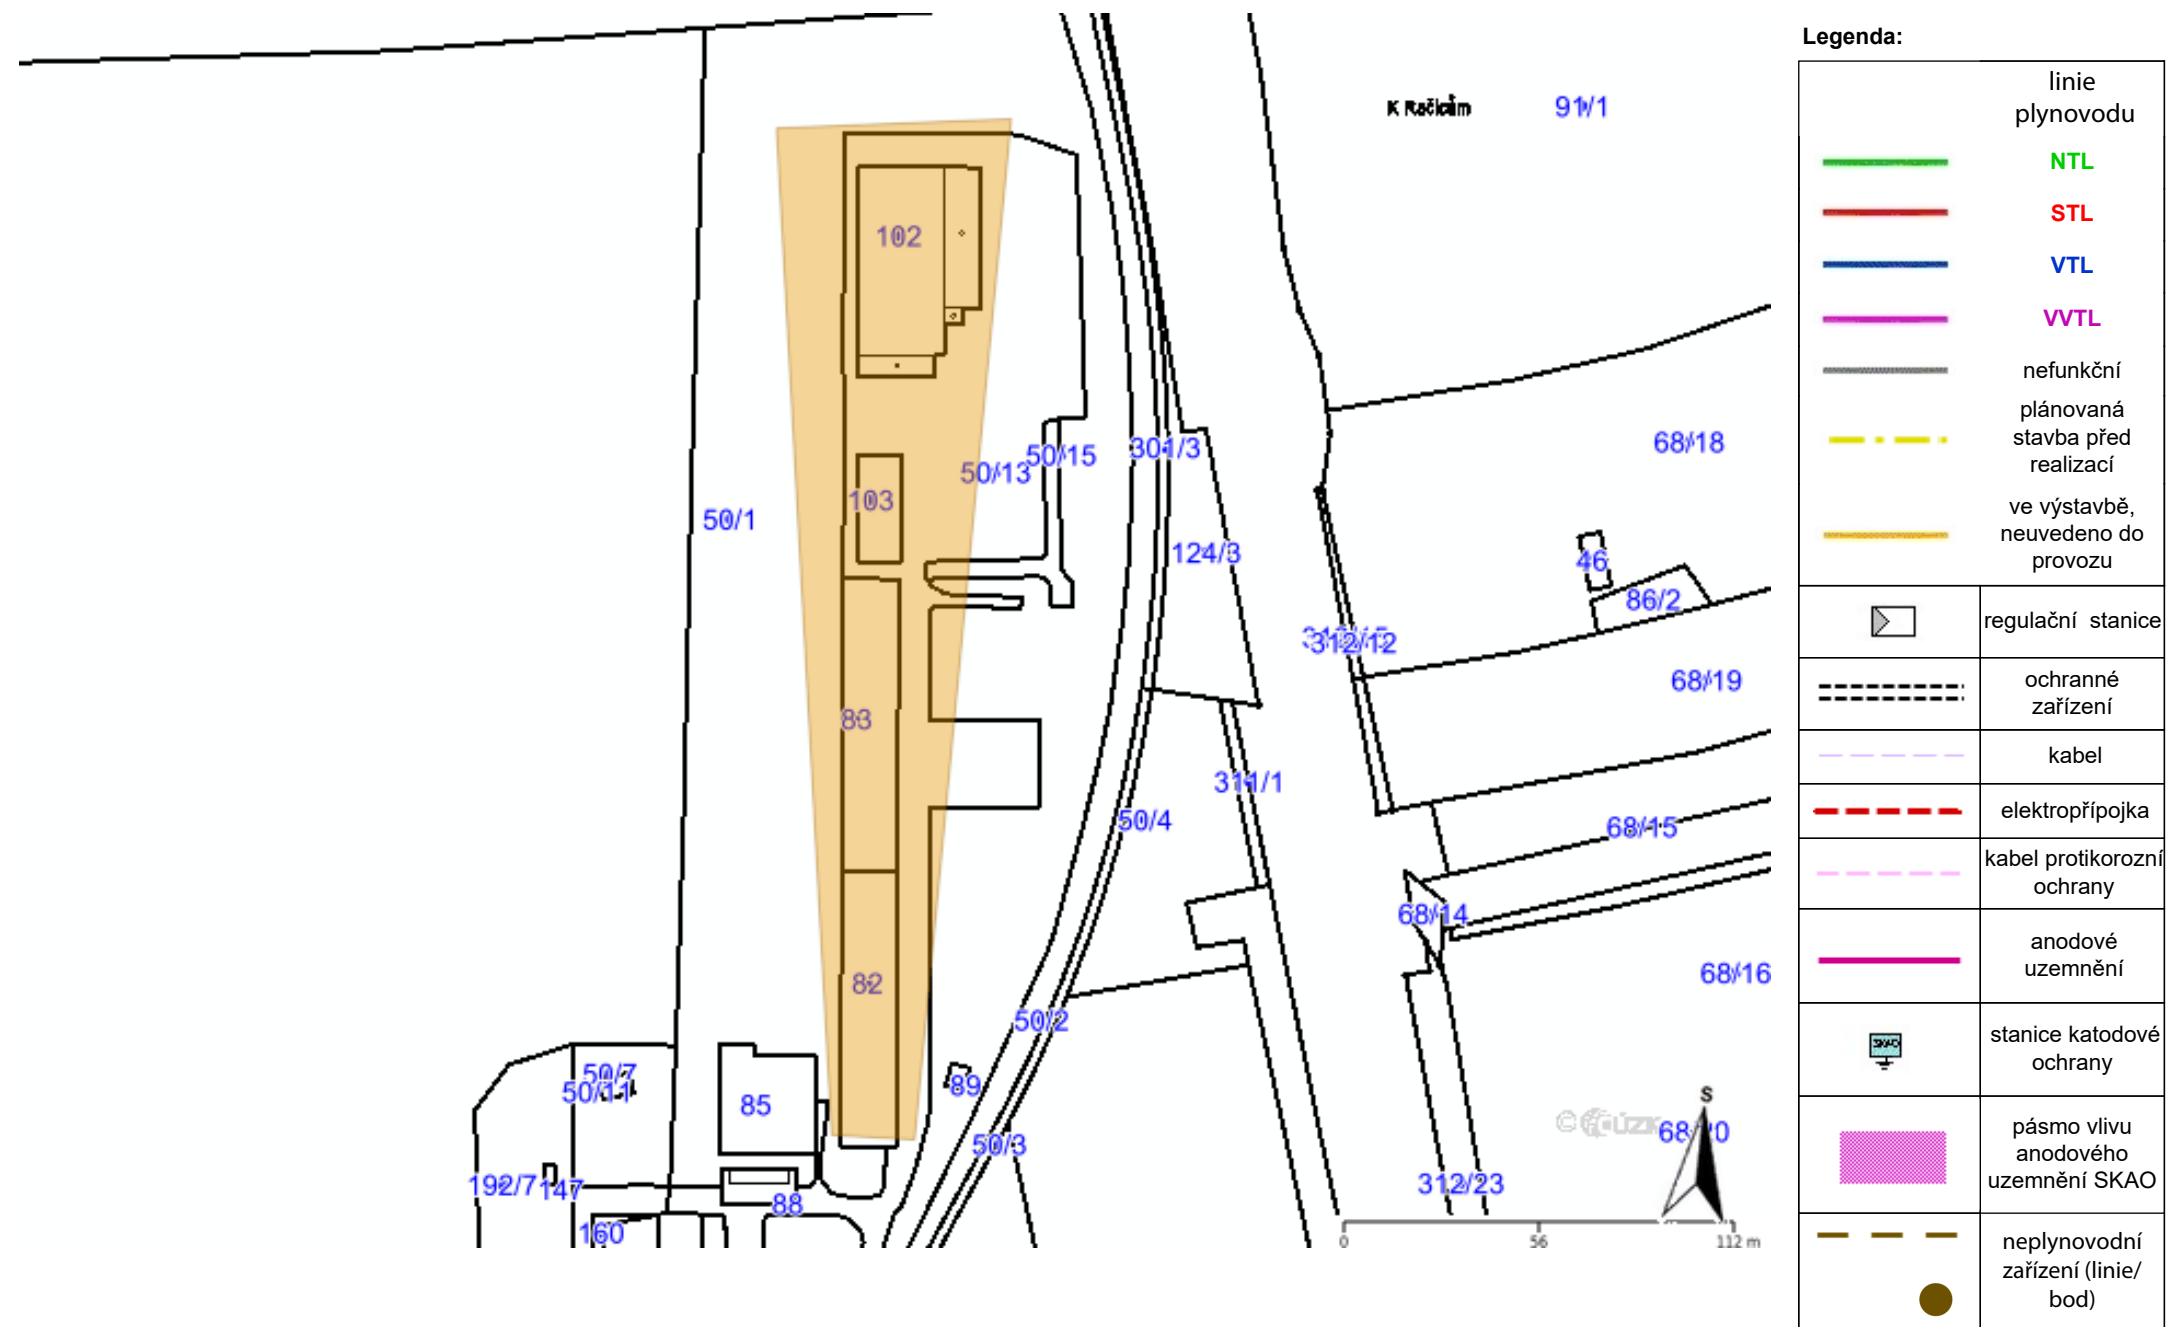 Legenda:
K Račicům
91/1
102
50/13
50/15
301/3
103
50/1
124/3
68/18
46
86/2
312/12
68/19
83
311/1
50/4
68/15
68/14
82
68/16
50/2
50/7
50/11
85
89
50/3
S
192/7
147
88
160
312/23
0
56
112 m
linie
plynovodu
NTL
STL
VTL
VVTL
nefunkční
plánovaná
stavba před
realizací
ve výstavbě,
neuvedeno do
provozu
regulační stanice
ochranné
zařízení
kabel
elektropřípojka
kabel protikorozní
ochrany
anodové
uzemnění
SKAO
stanice katodové
ochrany
pásmo vlivu
anodového
uzemnění SKAO
neplynovodní
zařízení (linie/
bod)